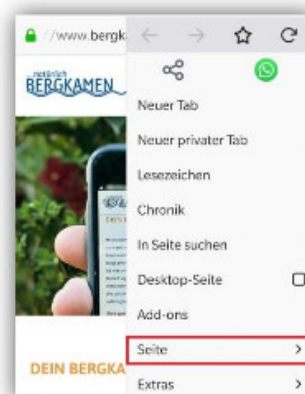 //www.bergk
natürlich
BERGKAMEN
Neuer Tab
Neuer privater Tab
Lesezeichen
Chronik
In Seite suchen
Desktop-Seite
Add-ons
Seite
DEIN BERGKA
Extras